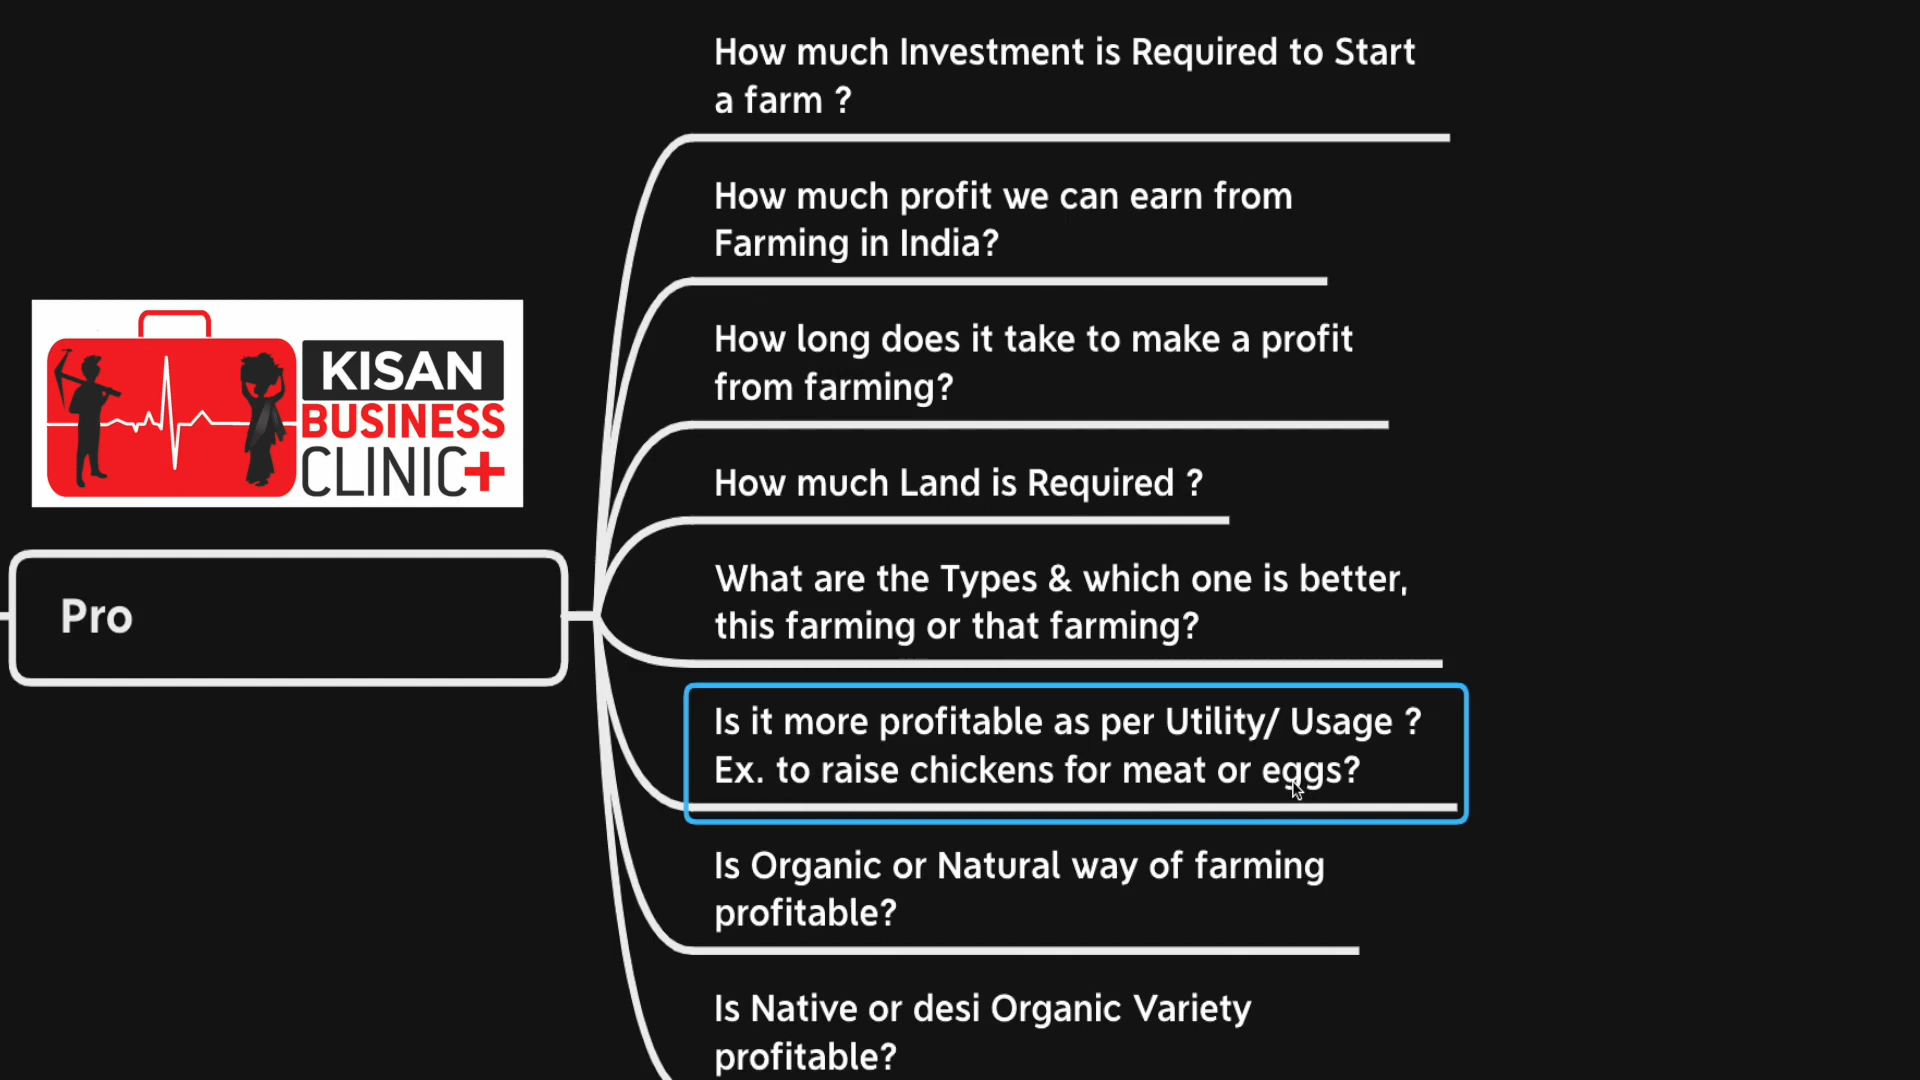 How much Investment is Required to Start
a farm ?
How much profit we can earn from
Farming in India?
How long does it take to make a profit
from farming?
KISAN
BUSINESS
CLINIC+
How much Land is Required ?
What are the Types & which one is better,
this farming or that farming?
Pro
Is it more profitable as per Utility/ Usage ?
Ex. to raise chickens for meat or eggs?
Is Organic or Natural way of farming
profitable?
Is Native or desi Organic Variety
profitable?